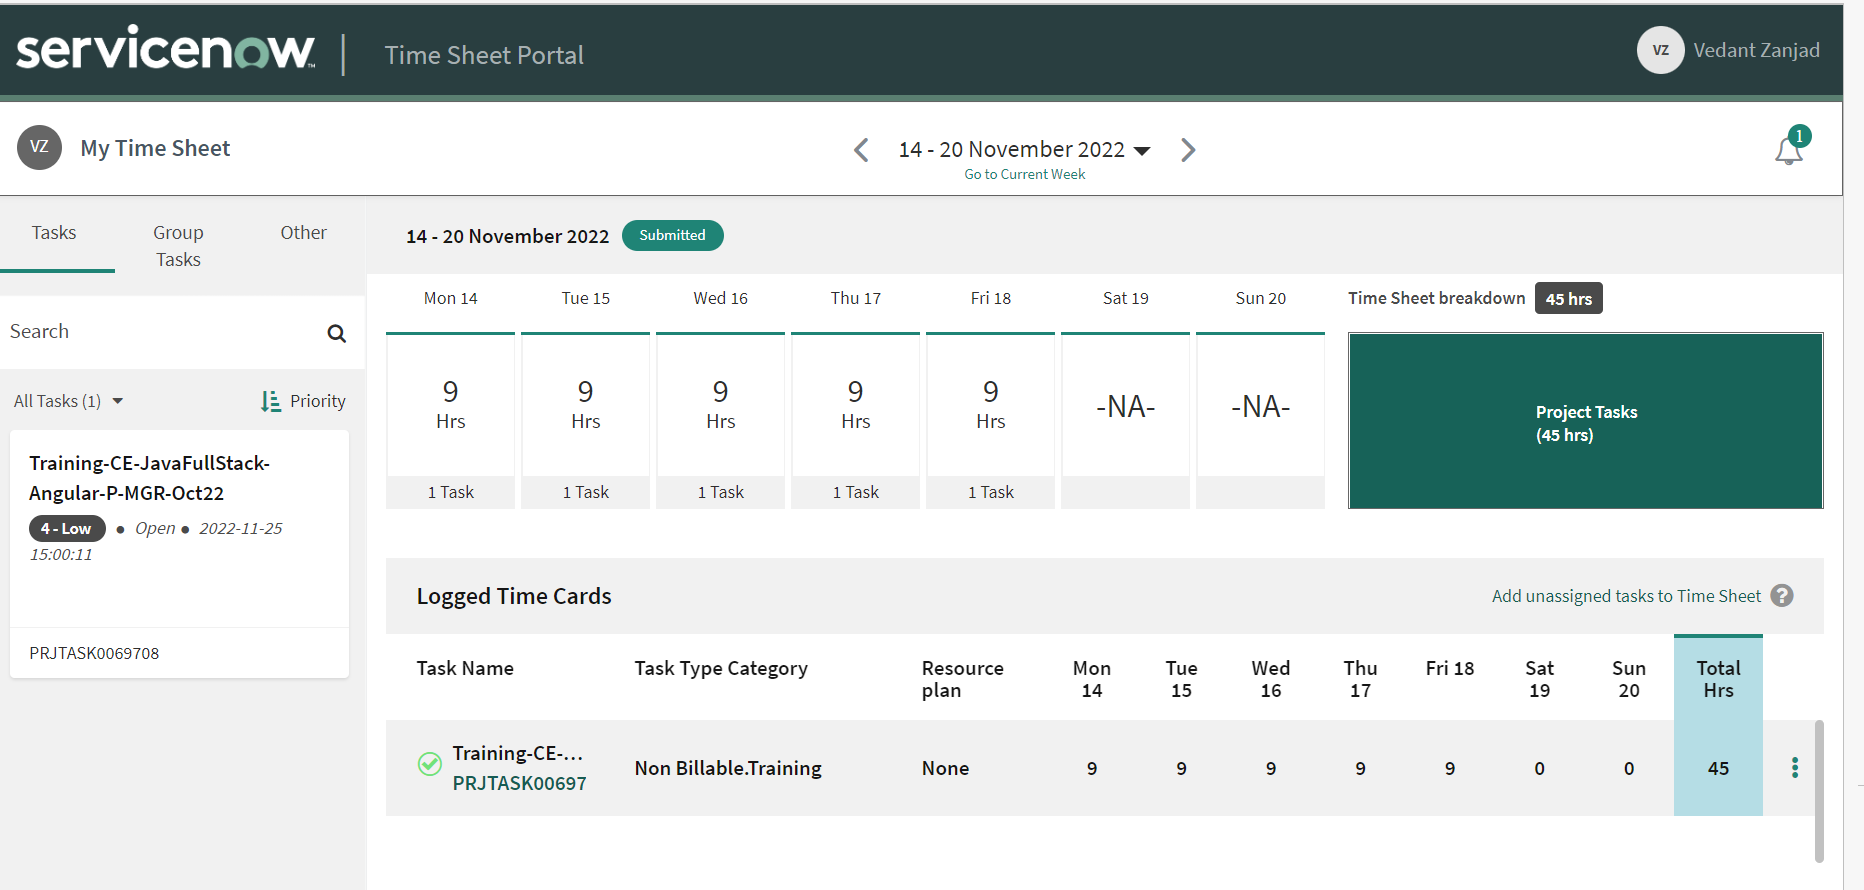 servicenow™
Time Sheet Portal
VZ
Vedant Zanjad
VZ
My Time Sheet
14 - 20 November 2022
Go to Current Week
1
Tasks
Group
Tasks
Other
Search
All Tasks (1)
Priority
Training-CE-JavaFullStack-
Angular-P-MGR-Oct22
4 - Low ● Open ● 2022-11-25
15:00:11
PRJTASK0069708
14 - 20 November 2022
Submitted
Mon 14
Tue 15
Wed 16
Thu 17
Fri 18
Sat 19
Sun 20
9
Hrs
9
Hrs
9
Hrs
9
Hrs
9
Hrs
-NA-
-NA-
1 Task
1 Task
1 Task
1 Task
1 Task
Time Sheet breakdown
45 hrs
Project Tasks
(45 hrs)
Logged Time Cards
Add unassigned tasks to Time Sheet
?
Task Name
Task Type Category
Resource
plan
Mon
14
Tue
15
Wed
16
Thu
17
Fri 18
Sat
19
Sun
20
Total
Hrs
Training-CE-...
PRJTASK00697
Non Billable.Training
None
9
9
9
9
9
0
0
45